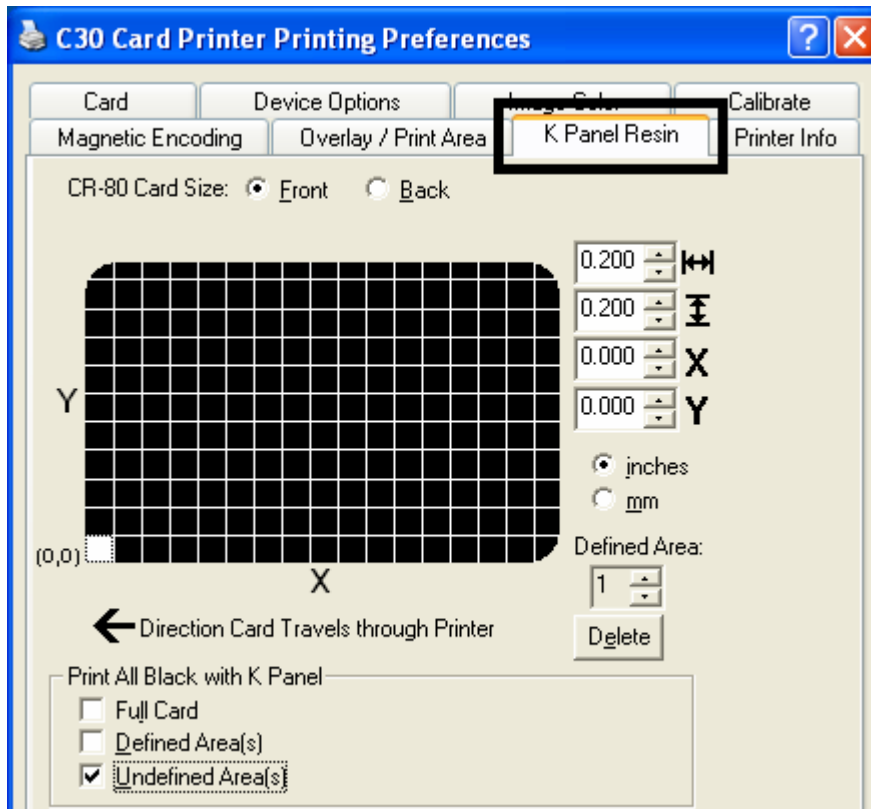 C30 Card Printer Printing Preferences
Card Device Options Image Color Calibrate
Magnetic Encoding Overlay / Print Area K Panel Resin Printer Info
CR-80 Card Size: Front Back
0.200
0.200
0.000 X
0.000 Y
Y
inches
mm
(0,0)
X
Defined Area:
1
Direction Card Travels through Printer
Delete
Print All Black with K Panel
Full Card
Defined Area(s)
Undefined Area(s)